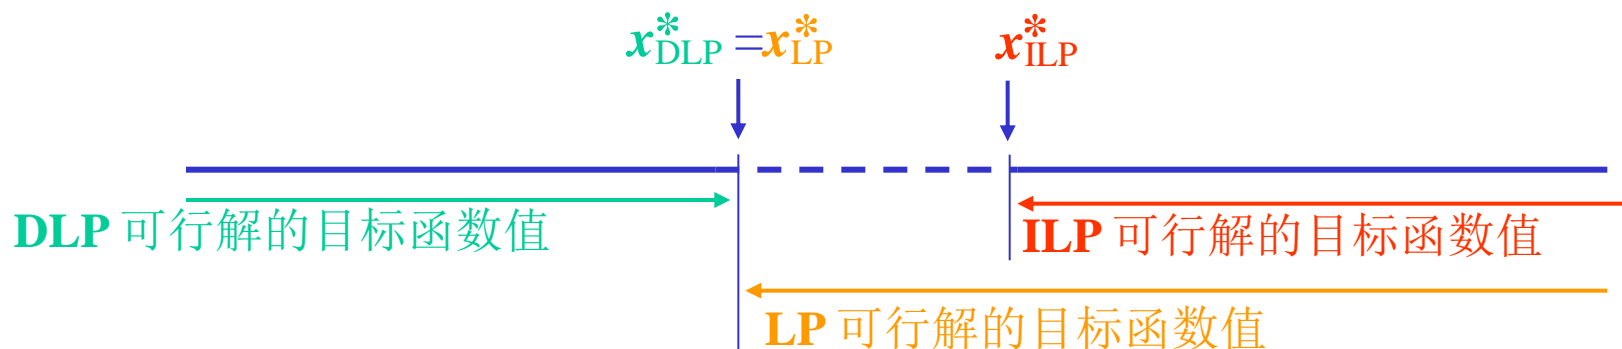 x*DLP = x*LP x*ILP
DLP 可行解的目标函数值 ILP 可行解的目标函数值
LP 可行解的目标函数值